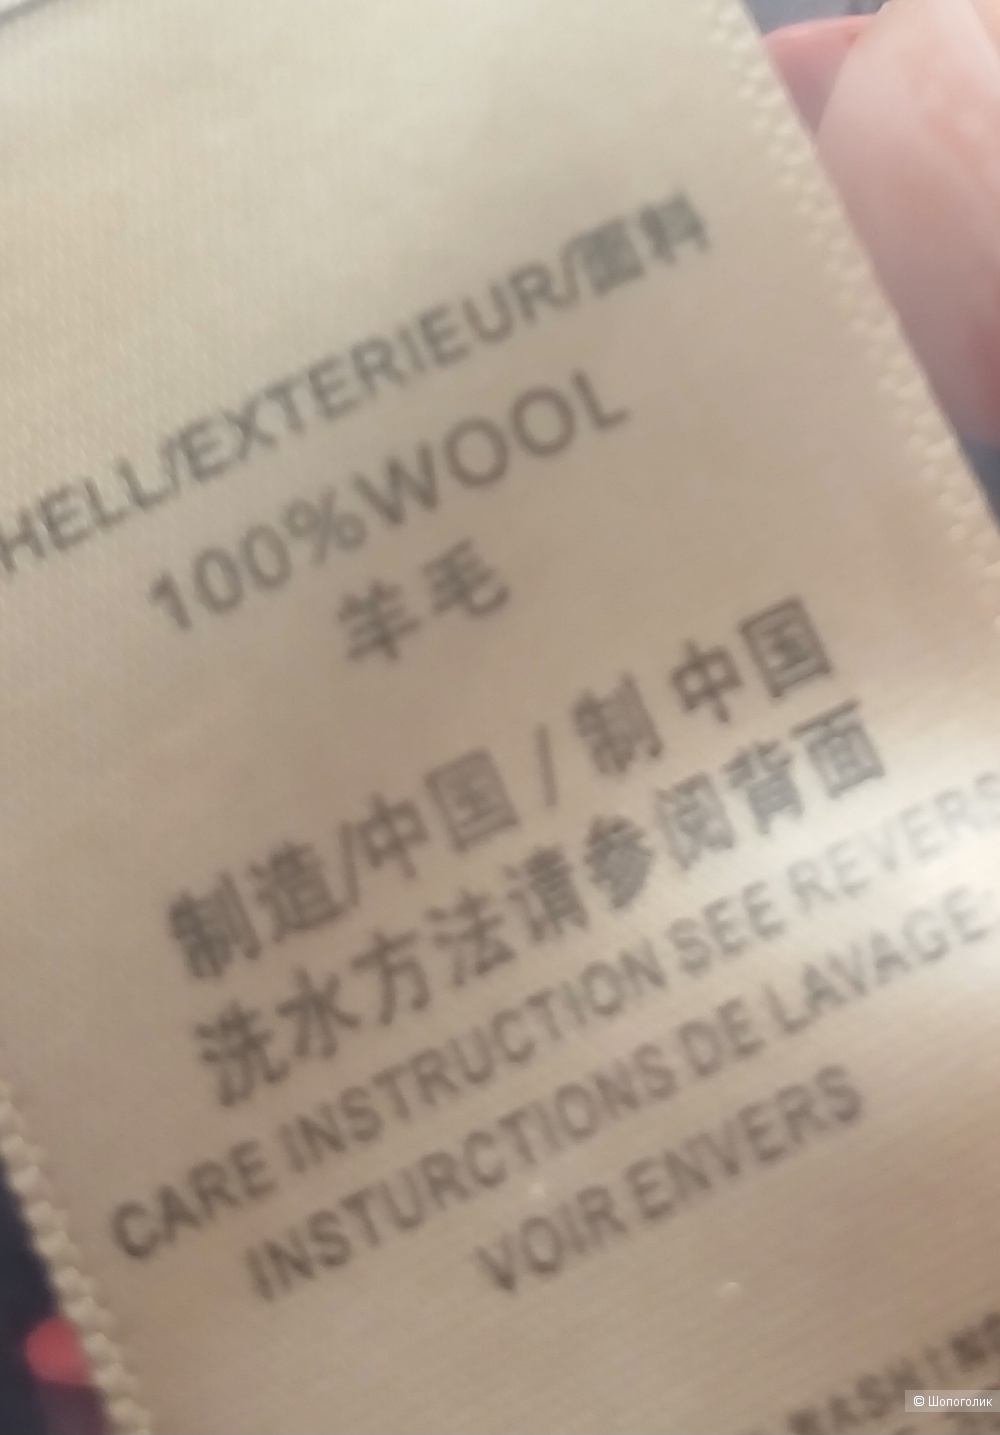 HELL/EXTERIEUR/面料
100%WOOL
羊毛
制造/中国 / 制 中国
洗水方法请参阅背面
CARE INSTRUCTION SEE REVERS
INSTURCTIONS DE LAVAGE
VOIR ENVERS
WASHING
© Шопоголик